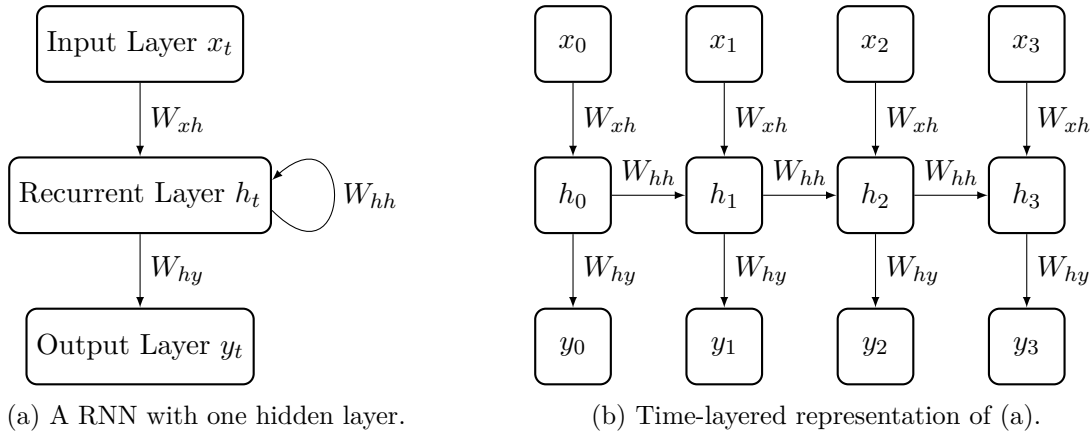 Input Layer x_t
W_xh
Recurrent Layer h_t
W_hh
W_hy
Output Layer y_t
(a) A RNN with one hidden layer.
x_0 x_1 x_2 x_3
W_xh W_xh W_xh W_xh
W_hh W_hh W_hh
h_0 h_1 h_2 h_3
W_hy W_hy W_hy W_hy
y_0 y_1 y_2 y_3
(b) Time-layered representation of (a).